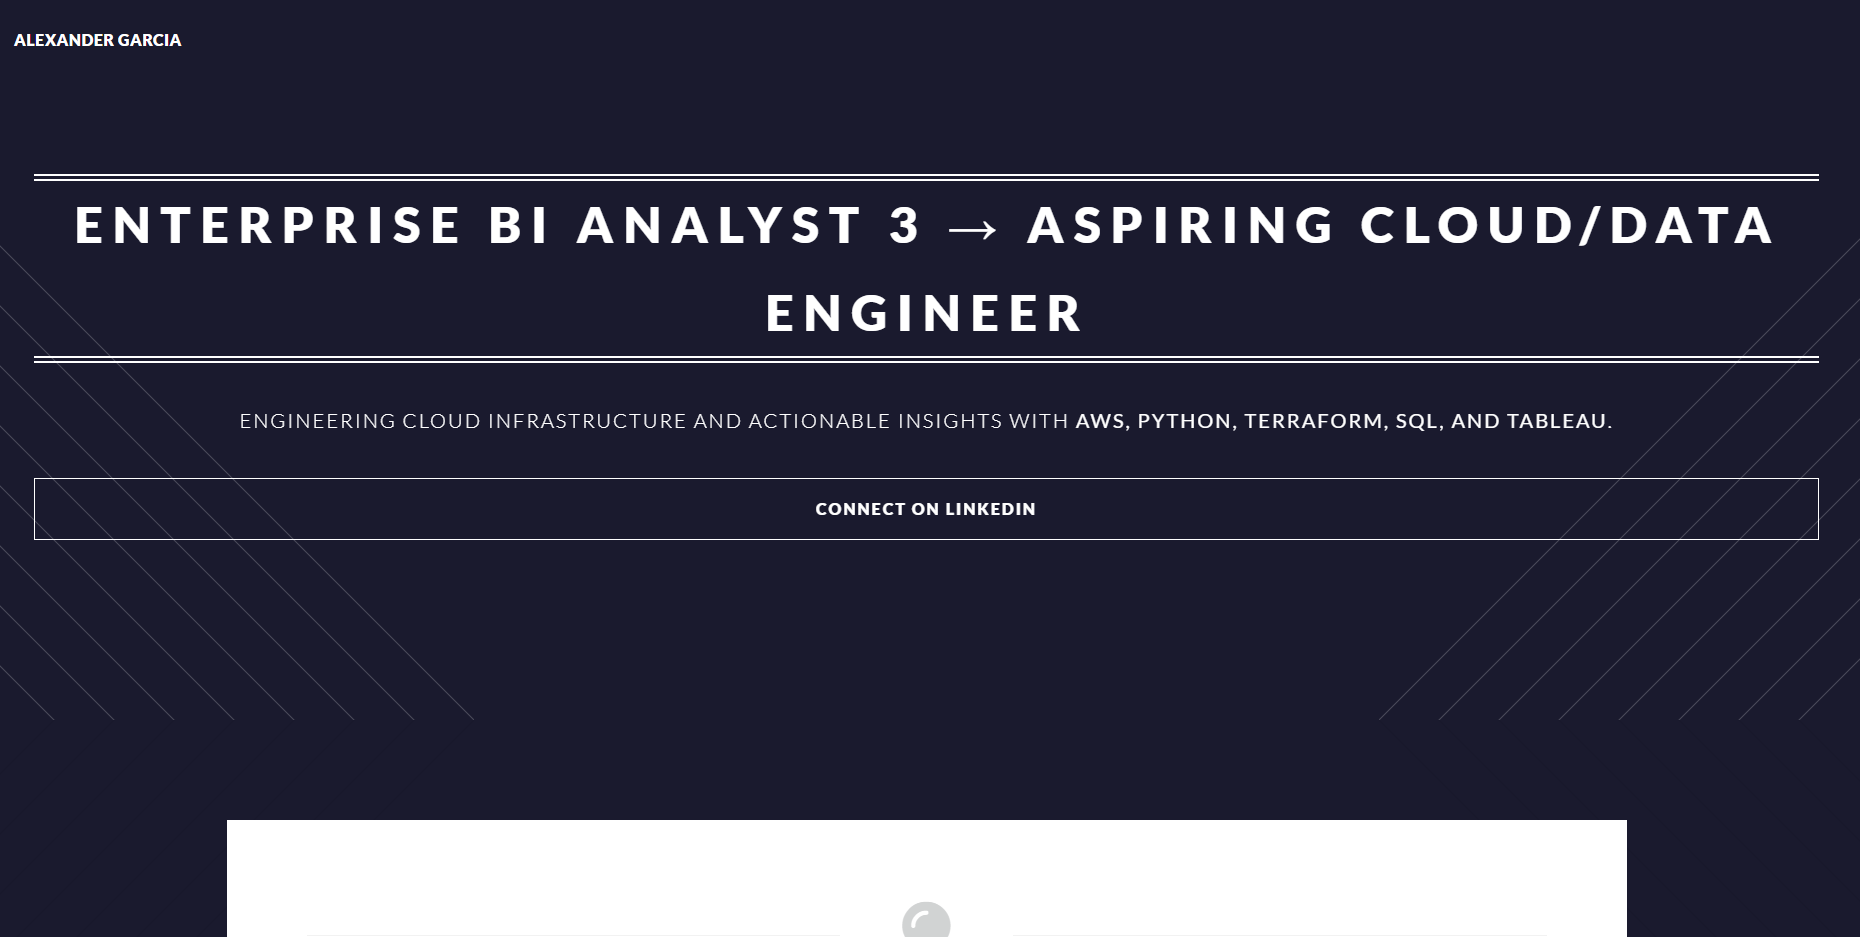 ALEXANDER GARCIA
ENTERPRISE BI ANALYST 3 → ASPIRING CLOUD/DATA
ENGINEER
ENGINEERING CLOUD INFRASTRUCTURE AND ACTIONABLE INSIGHTS WITH AWS, PYTHON, TERRAFORM, SQL, AND TABLEAU.
CONNECT ON LINKEDIN